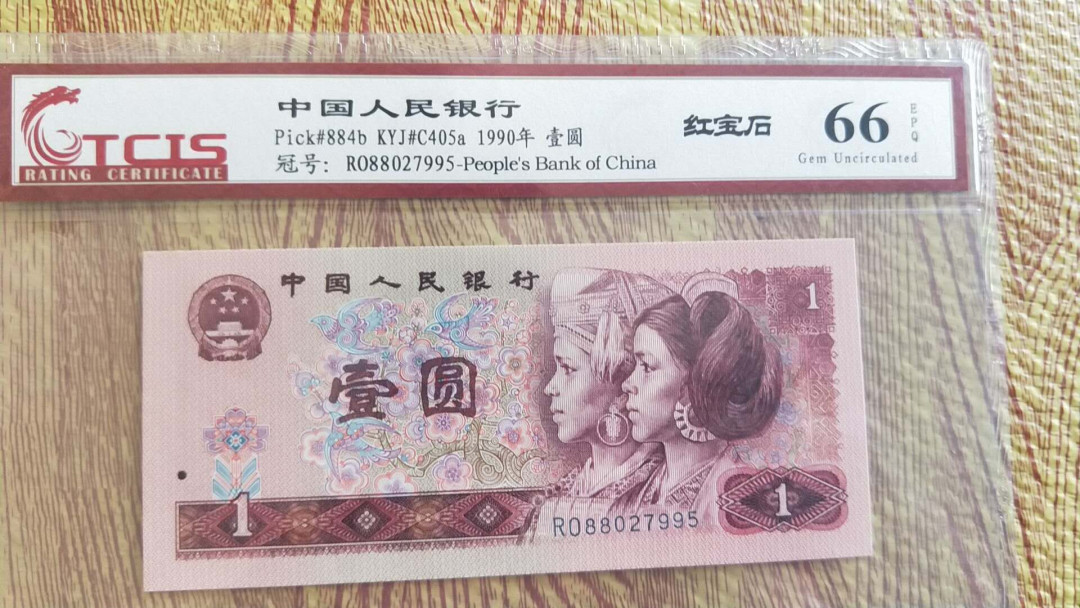 TCIS
RATING CERTIFICATE
中国人民银行
Pick#884b KYJ#C405a 1990年 壹圆
冠号: RO88027995-People's Bank of China
红宝石
66
EPQ
Gem Uncirculated
中国人民银行
1
壹圆
1
1
RO88027995